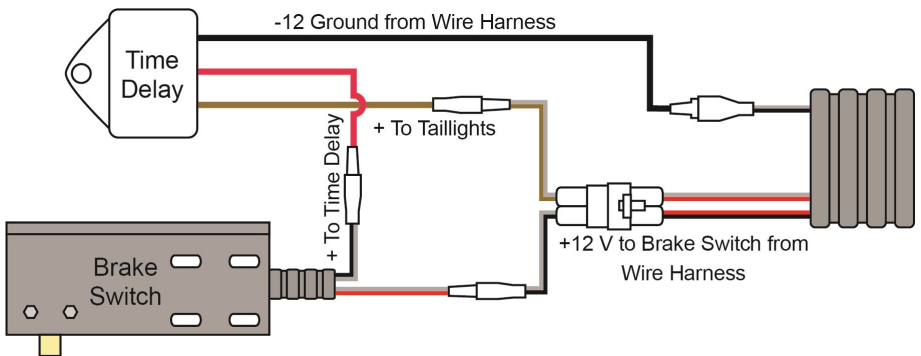 -12 Ground from Wire Harness
Time
Delay
+ To Taillights
+ To Time Delay
+12 V to Brake Switch from
Wire Harness
Brake
Switch